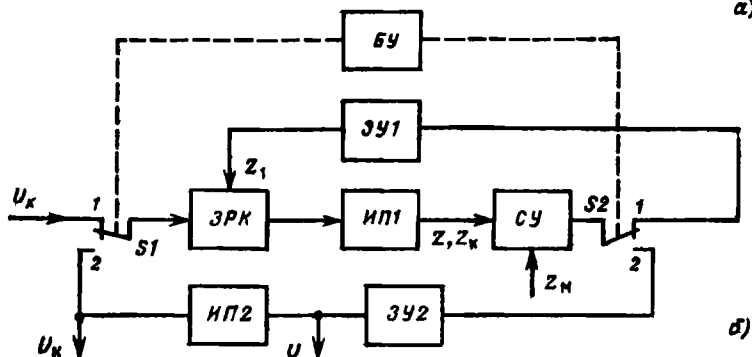 а)
БУ
ЗУ1
Z₁
Uк
1
2
S1
ЗРК
ИП1
Z, Zк
СУ
S2
1
2
Zм
ИП2
ЗУ2
Uк
U
б)